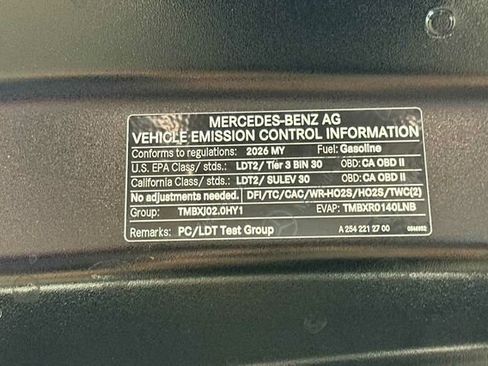 MERCEDES-BENZ AG
VEHICLE EMISSION CONTROL INFORMATION
Conforms to regulations: 2026 MY Fuel: Gasoline
U.S. EPA Class/ stds.: LDT2/ Tier 3 BIN 30 OBD: CA OBD II
California Class/ stds.: LDT2/ SULEV 30 OBD: CA OBD II
No adjustments needed. DFI/TC/CAC/WR-HO2S/HO2S/TWC(2)
Group: TMBXJ02.0HY1 EVAP: TMBXR0140LNB
Remarks: PC/LDT Test Group A 254 221 27 00